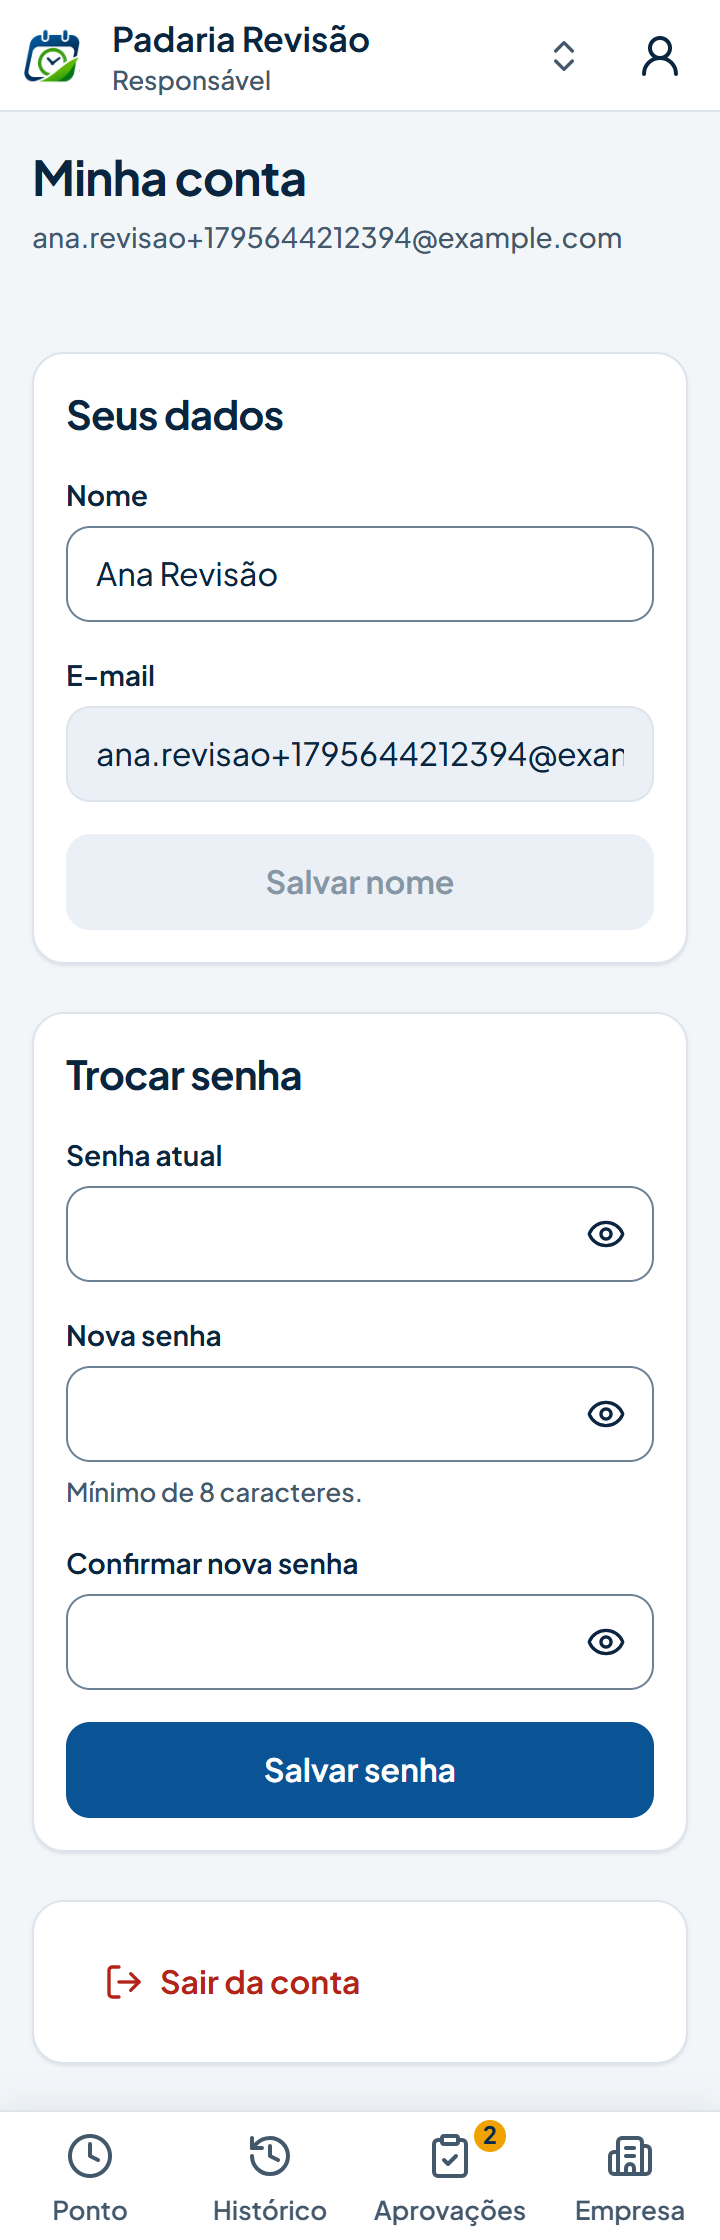 Padaria Revisão
Responsável
Minha conta
ana.revisao+1795644212394@example.com
Seus dados
Nome
Ana Revisão
E-mail
ana.revisao+1795644212394@exam
Salvar nome
Trocar senha
Senha atual
Nova senha
Mínimo de 8 caracteres.
Confirmar nova senha
Salvar senha
Sair da conta
2
Ponto
Histórico
Aprovações
Empresa